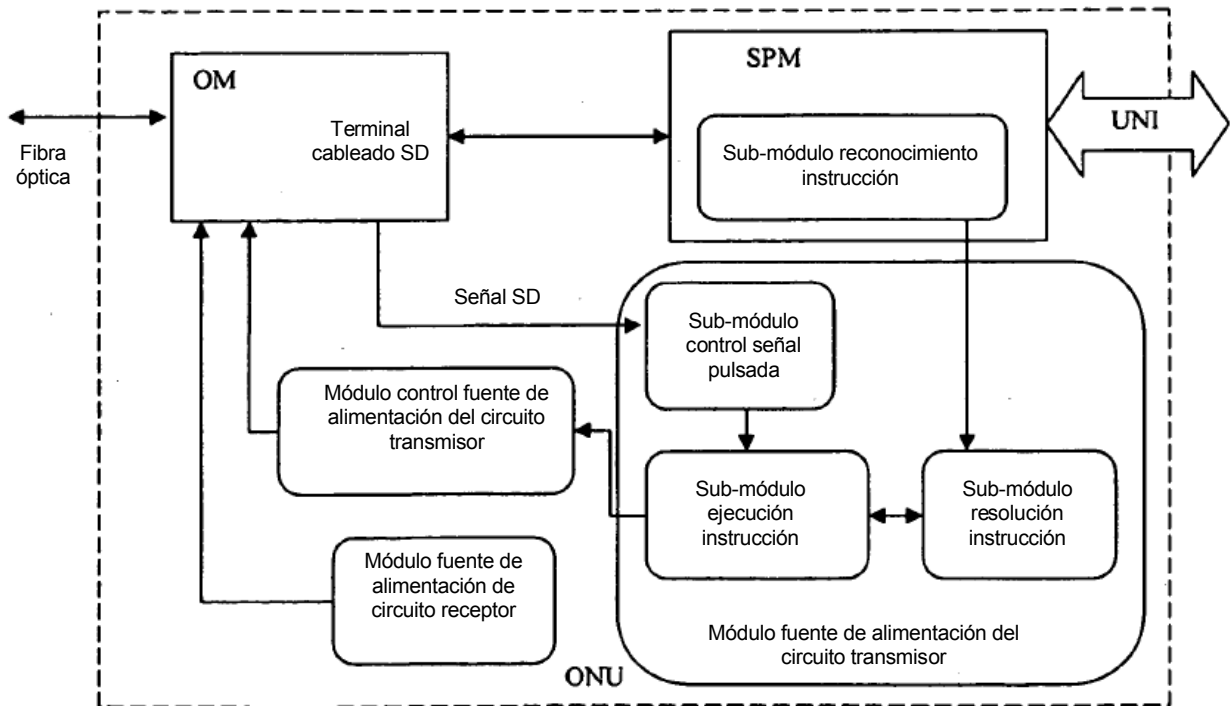 OM
SPM
Terminal
cableado SD
Sub-módulo reconocimiento
instrucción
UNI
Fibra
óptica
Señal SD
Sub-módulo
control señal
pulsada
Módulo control fuente de
alimentación del circuito
transmisor
Sub-módulo
ejecución
instrucción
Sub-módulo
resolución
instrucción
Módulo fuente de
alimentación de
circuito receptor
Módulo fuente de alimentación del
circuito transmisor
ONU